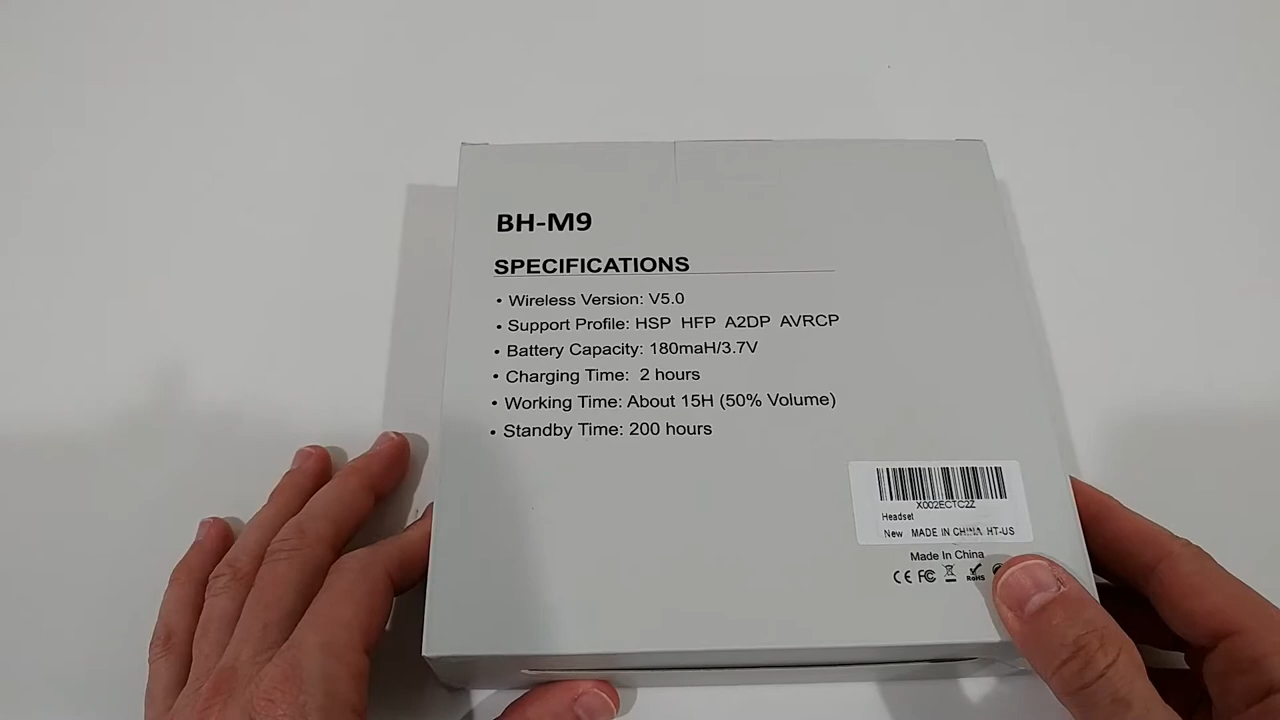 BH-M9
SPECIFICATIONS
• Wireless Version: V5.0
• Support Profile: HSP HFP A2DP AVRCP
• Battery Capacity: 180maH/3.7V
• Charging Time: 2 hours
• Working Time: About 15H (50% Volume)
• Standby Time: 200 hours
X002ECTC2Z
Headset
New MADE IN CHINA HT-US
Made In China
CE FC RoHS